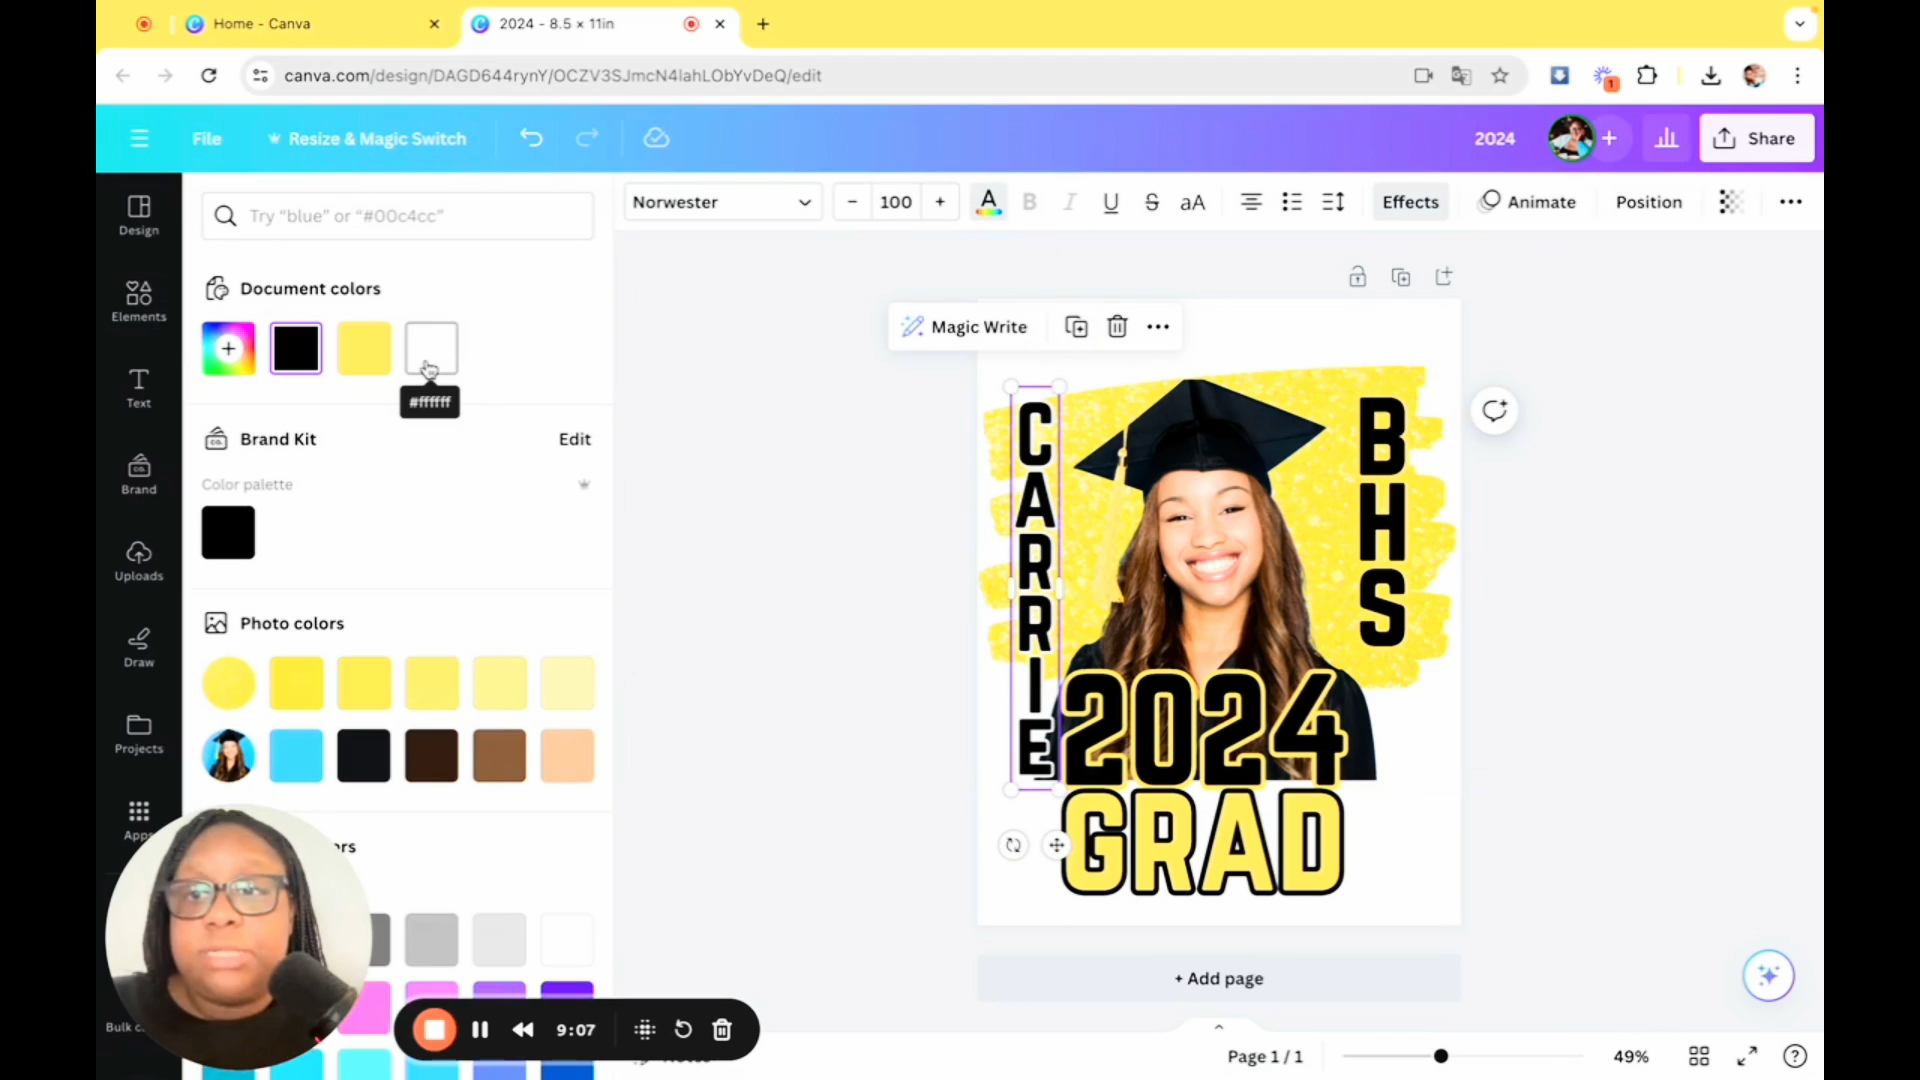 Home - Canva
2024 - 8.5 × 11in
canva.com/design/DAGD644rynY/OCZV3SJmcN4lahLObYvDeQ/edit
1
File
Resize & Magic Switch
2024
Share
Design
Elements
Text
Brand
Uploads
Draw
Projects
Apps
Try “blue” or “#00c4cc”
Document colors
#ffffff
Brand Kit
Edit
Color palette
Photo colors
Norwester
100
A
B
I
U
S
aA
Effects
Animate
Position
Magic Write
CARRIE
BHS
2024
GRAD
+ Add page
9:07
Page 1 / 1
49%